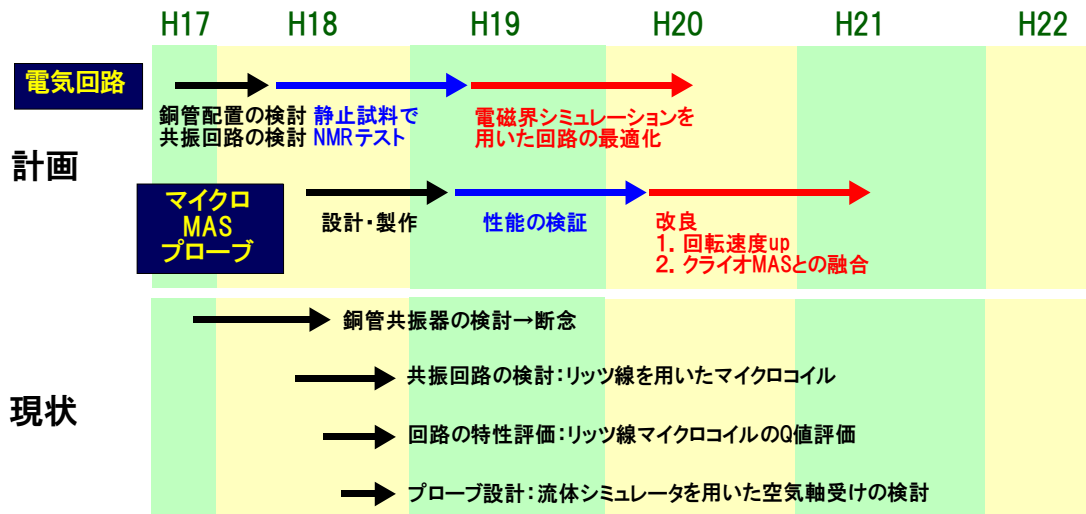 H17 H18 H19 H20 H21 H22
電気回路
銅管配置の検討
共振回路の検討
静止試料で
NMRテスト
電磁界シミュレーションを
用いた回路の最適化
計画
マイクロ
MAS
プローブ
設計・製作
性能の検証
改良
1. 回転速度up
2. クライオMASとの融合
現状
銅管共振器の検討→断念
共振回路の検討：リッツ線を用いたマイクロコイル
回路の特性評価：リッツ線マイクロコイルのQ値評価
プローブ設計：流体シミュレータを用いた空気軸受けの検討